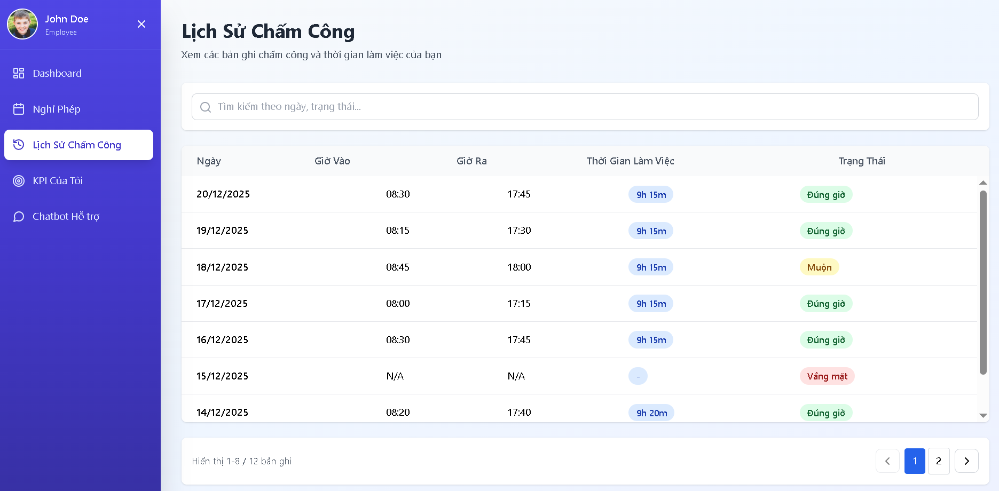 John Doe
Employee
Dashboard
Nghỉ Phép
Lịch Sử Chấm Công
KPI Của Tôi
Chatbot Hỗ trợ
Lịch Sử Chấm Công
Xem các bản ghi chấm công và thời gian làm việc của bạn
Tìm kiếm theo ngày, trạng thái...
Ngày Giờ Vào Giờ Ra Thời Gian Làm Việc Trạng Thái
20/12/2025 08:30 17:45 9h 15m Đúng giờ
19/12/2025 08:15 17:30 9h 15m Đúng giờ
18/12/2025 08:45 18:00 9h 15m Muộn
17/12/2025 08:00 17:15 9h 15m Đúng giờ
16/12/2025 08:30 17:45 9h 15m Đúng giờ
15/12/2025 N/A N/A - Vắng mặt
14/12/2025 08:20 17:40 9h 20m Đúng giờ
Hiển thị 1-8 / 12 bản ghi
1 2